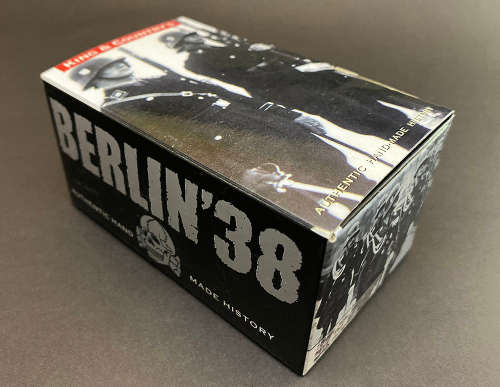 KING & COUNTRY
AUTHENTIC HAND-MADE HISTORY
BERLIN'38
AUTHENTIC HAND
MADE HISTORY